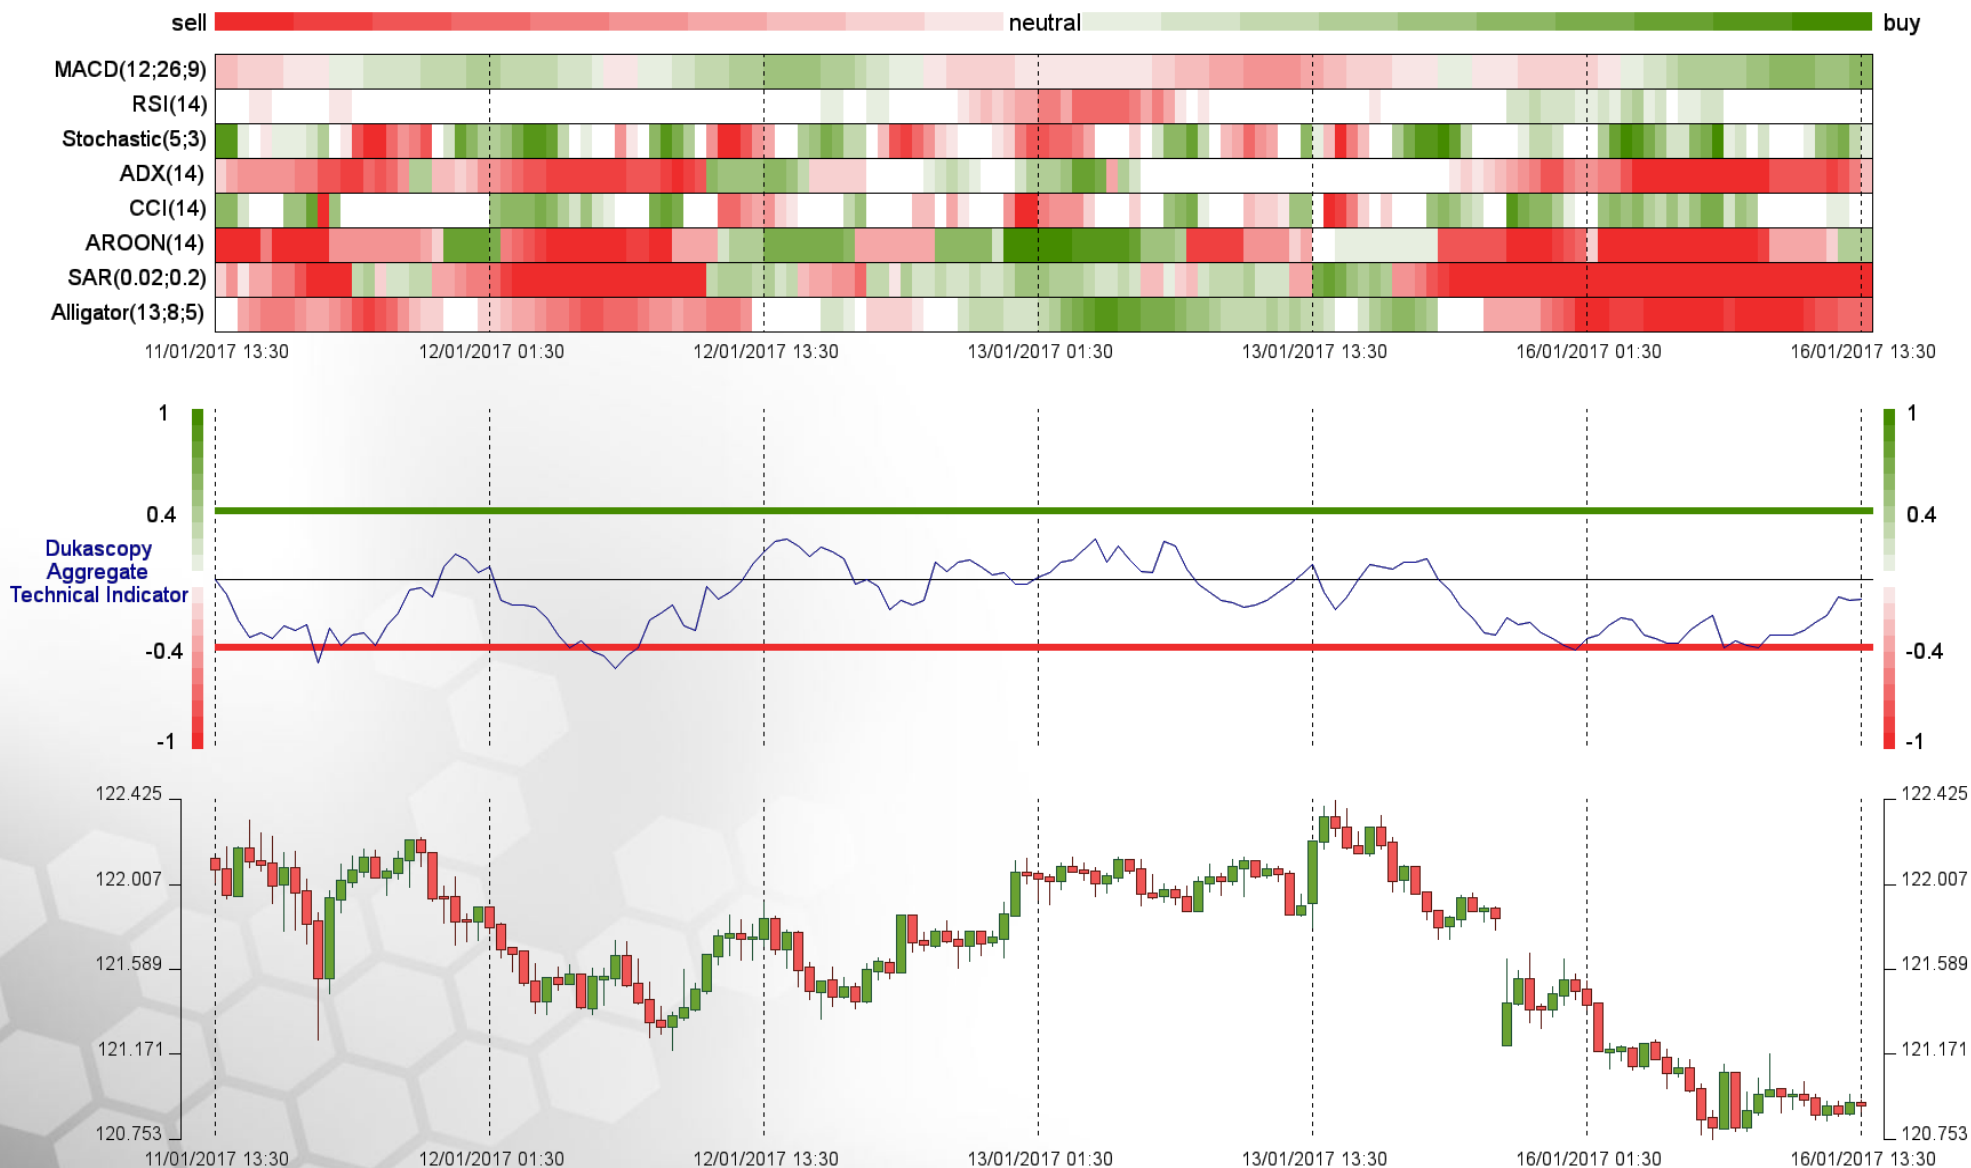 sell neutral buy
MACD(12;26;9)
RSI(14)
Stochastic(5;3)
ADX(14)
CCI(14)
AROON(14)
SAR(0.02;0.2)
Alligator(13;8;5)
11/01/2017 13:30 12/01/2017 01:30 12/01/2017 13:30 13/01/2017 01:30 13/01/2017 13:30 16/01/2017 01:30 16/01/2017 13:30
1 1
0.4 0.4
Dukascopy
Aggregate
Technical Indicator
-0.4 -0.4
-1 -1
122.425 122.425
122.007 122.007
121.589 121.589
121.171 121.171
120.753 120.753
11/01/2017 13:30 12/01/2017 01:30 12/01/2017 13:30 13/01/2017 01:30 13/01/2017 13:30 16/01/2017 01:30 16/01/2017 13:30